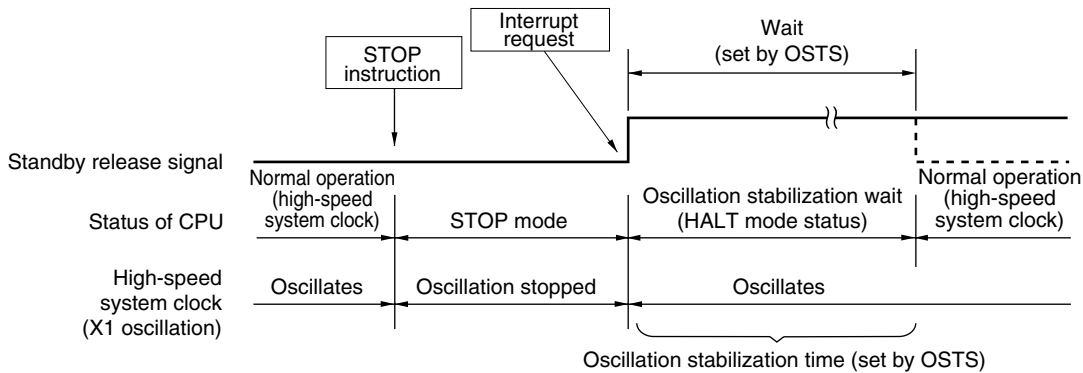 Interrupt
request
STOP
instruction
Wait
(set by OSTS)
Standby release signal
Normal operation
(high-speed
system clock)
Oscillation stabilization wait
(HALT mode status)
Normal operation
(high-speed
system clock)
Status of CPU
STOP mode
High-speed
system clock
(X1 oscillation)
Oscillates
Oscillation stopped
Oscillates
Oscillation stabilization time (set by OSTS)